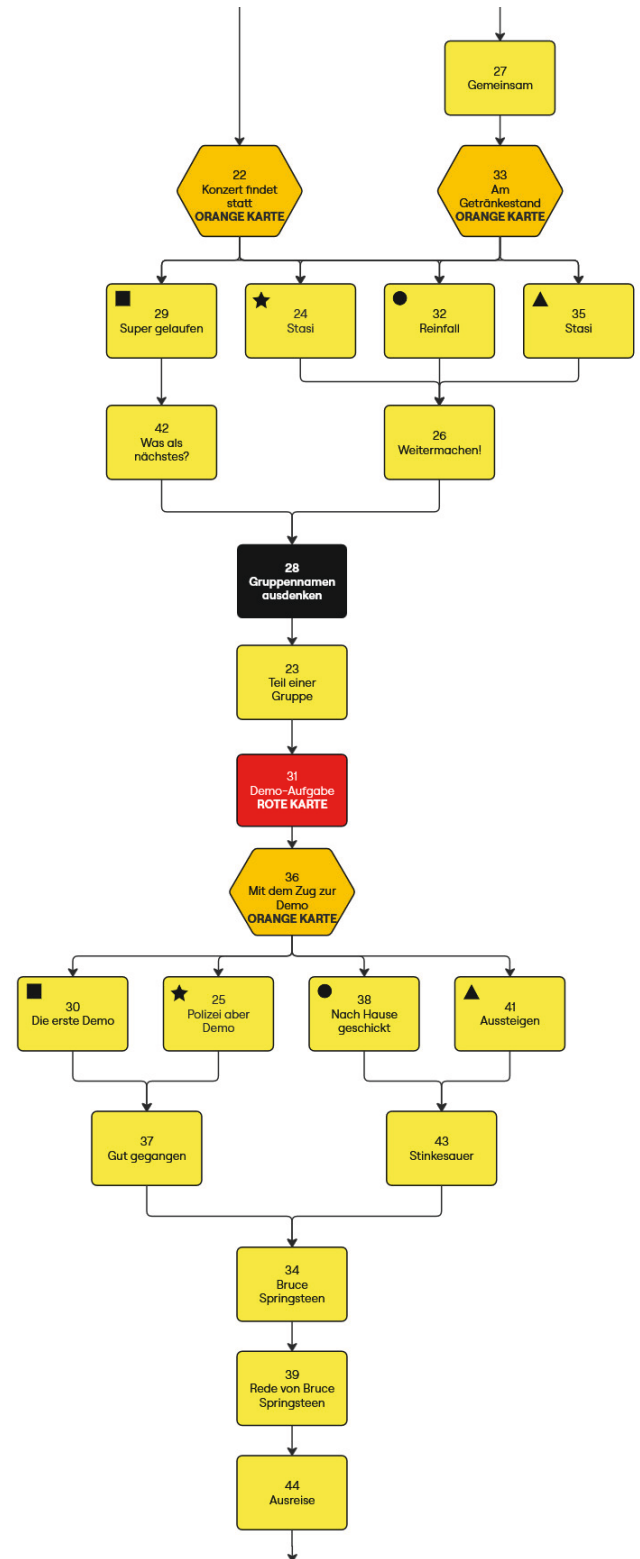 27
Gemeinsam
22
Konzert findet
statt
ORANGE KARTE
33
Am
Getränkestand
ORANGE KARTE
29
Super gelaufen
24
Stasi
32
Reinfall
35
Stasi
42
Was als
nächstes?
26
Weitermachen!
28
Gruppennamen
ausdenken
23
Teil einer
Gruppe
31
Demo-Aufgabe
ROTE KARTE
36
Mit dem Zug zur
Demo
ORANGE KARTE
30
Die erste Demo
25
Polizei aber
Demo
38
Nach Hause
geschickt
41
Aussteigen
37
Gut gegangen
43
Stinkesauer
34
Bruce
Springsteen
39
Rede von Bruce
Springsteen
44
Ausreise